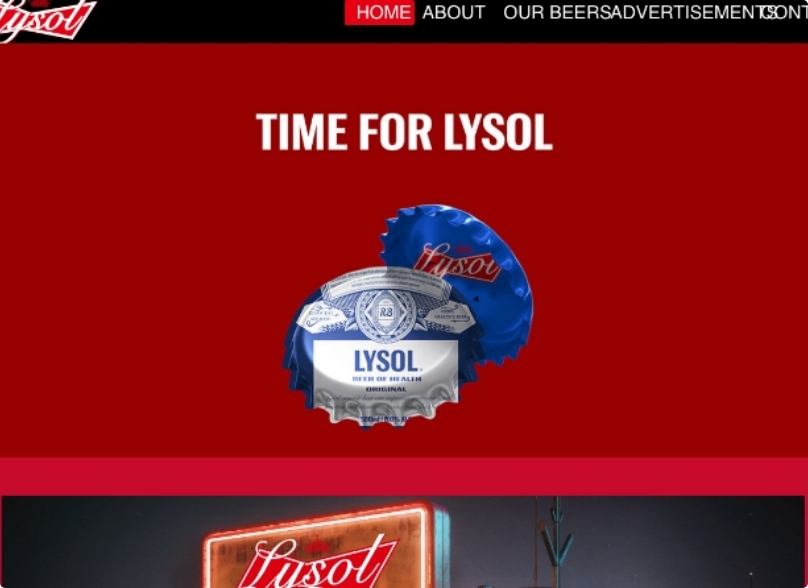 Lysol
HOME ABOUT OUR BEERS ADVERTISEMENTS CONT
TIME FOR LYSOL
Lysol
RB
LYSOL
BEER OF HEALTH
ORIGINAL
Lysol